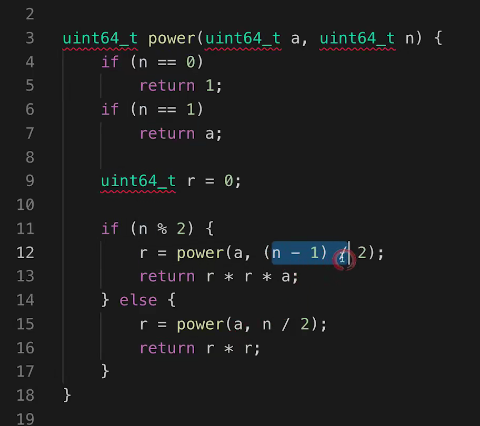 2
3 uint64_t power(uint64_t a, uint64_t n) {
4 if (n == 0)
5 return 1;
6 if (n == 1)
7 return a;
8
9 uint64_t r = 0;
10
11 if (n % 2) {
12 r = power(a, (n - 1) / 2);
13 return r * r * a;
14 } else {
15 r = power(a, n / 2);
16 return r * r;
17 }
18 }
19